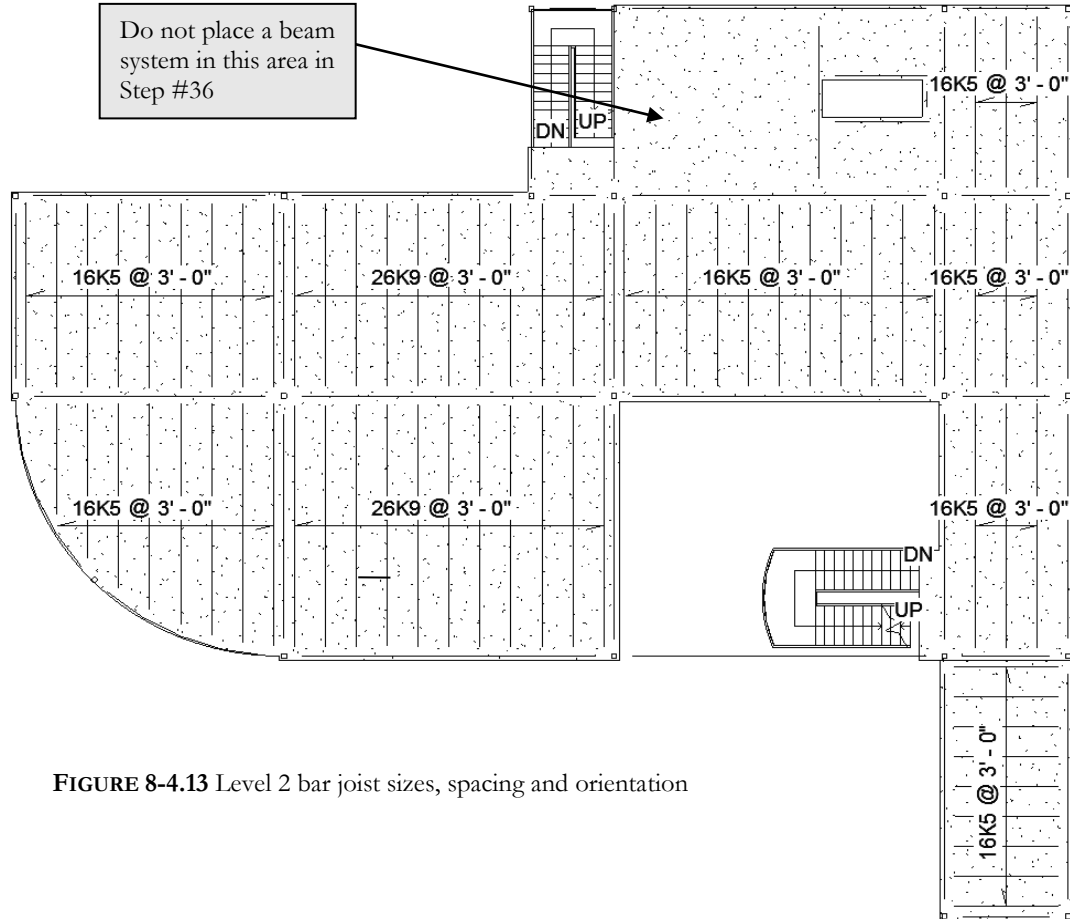 Do not place a beam
system in this area in
Step #36
16K5 @ 3' - 0"
DN
UP
16K5 @ 3' - 0"
26K9 @ 3' - 0"
16K5 @ 3' - 0"
16K5 @ 3' - 0"
16K5 @ 3' - 0"
26K9 @ 3' - 0"
16K5 @ 3' - 0"
DN
UP
16K5 @ 3' - 0"
FIGURE 8-4.13 Level 2 bar joist sizes, spacing and orientation